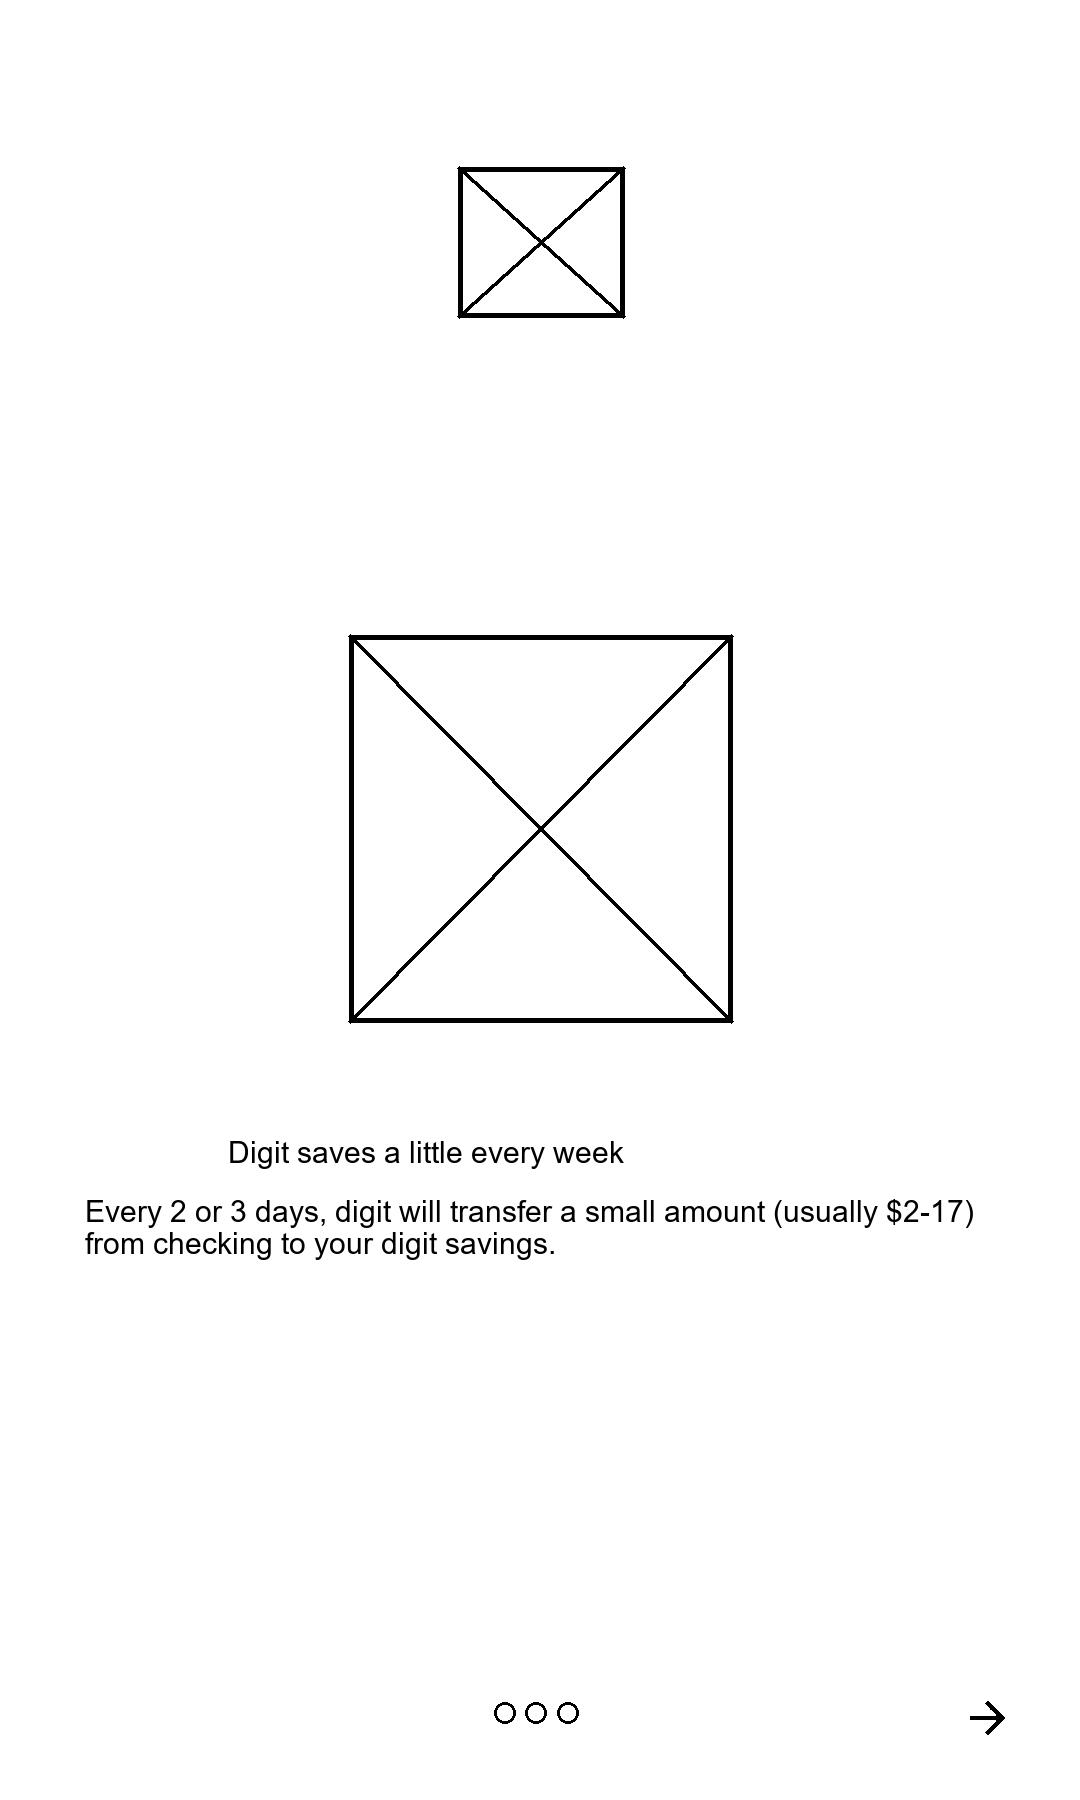 Digit saves a little every week
Every 2 or 3 days, digit will transfer a small amount (usually $2-17)
from checking to your digit savings.